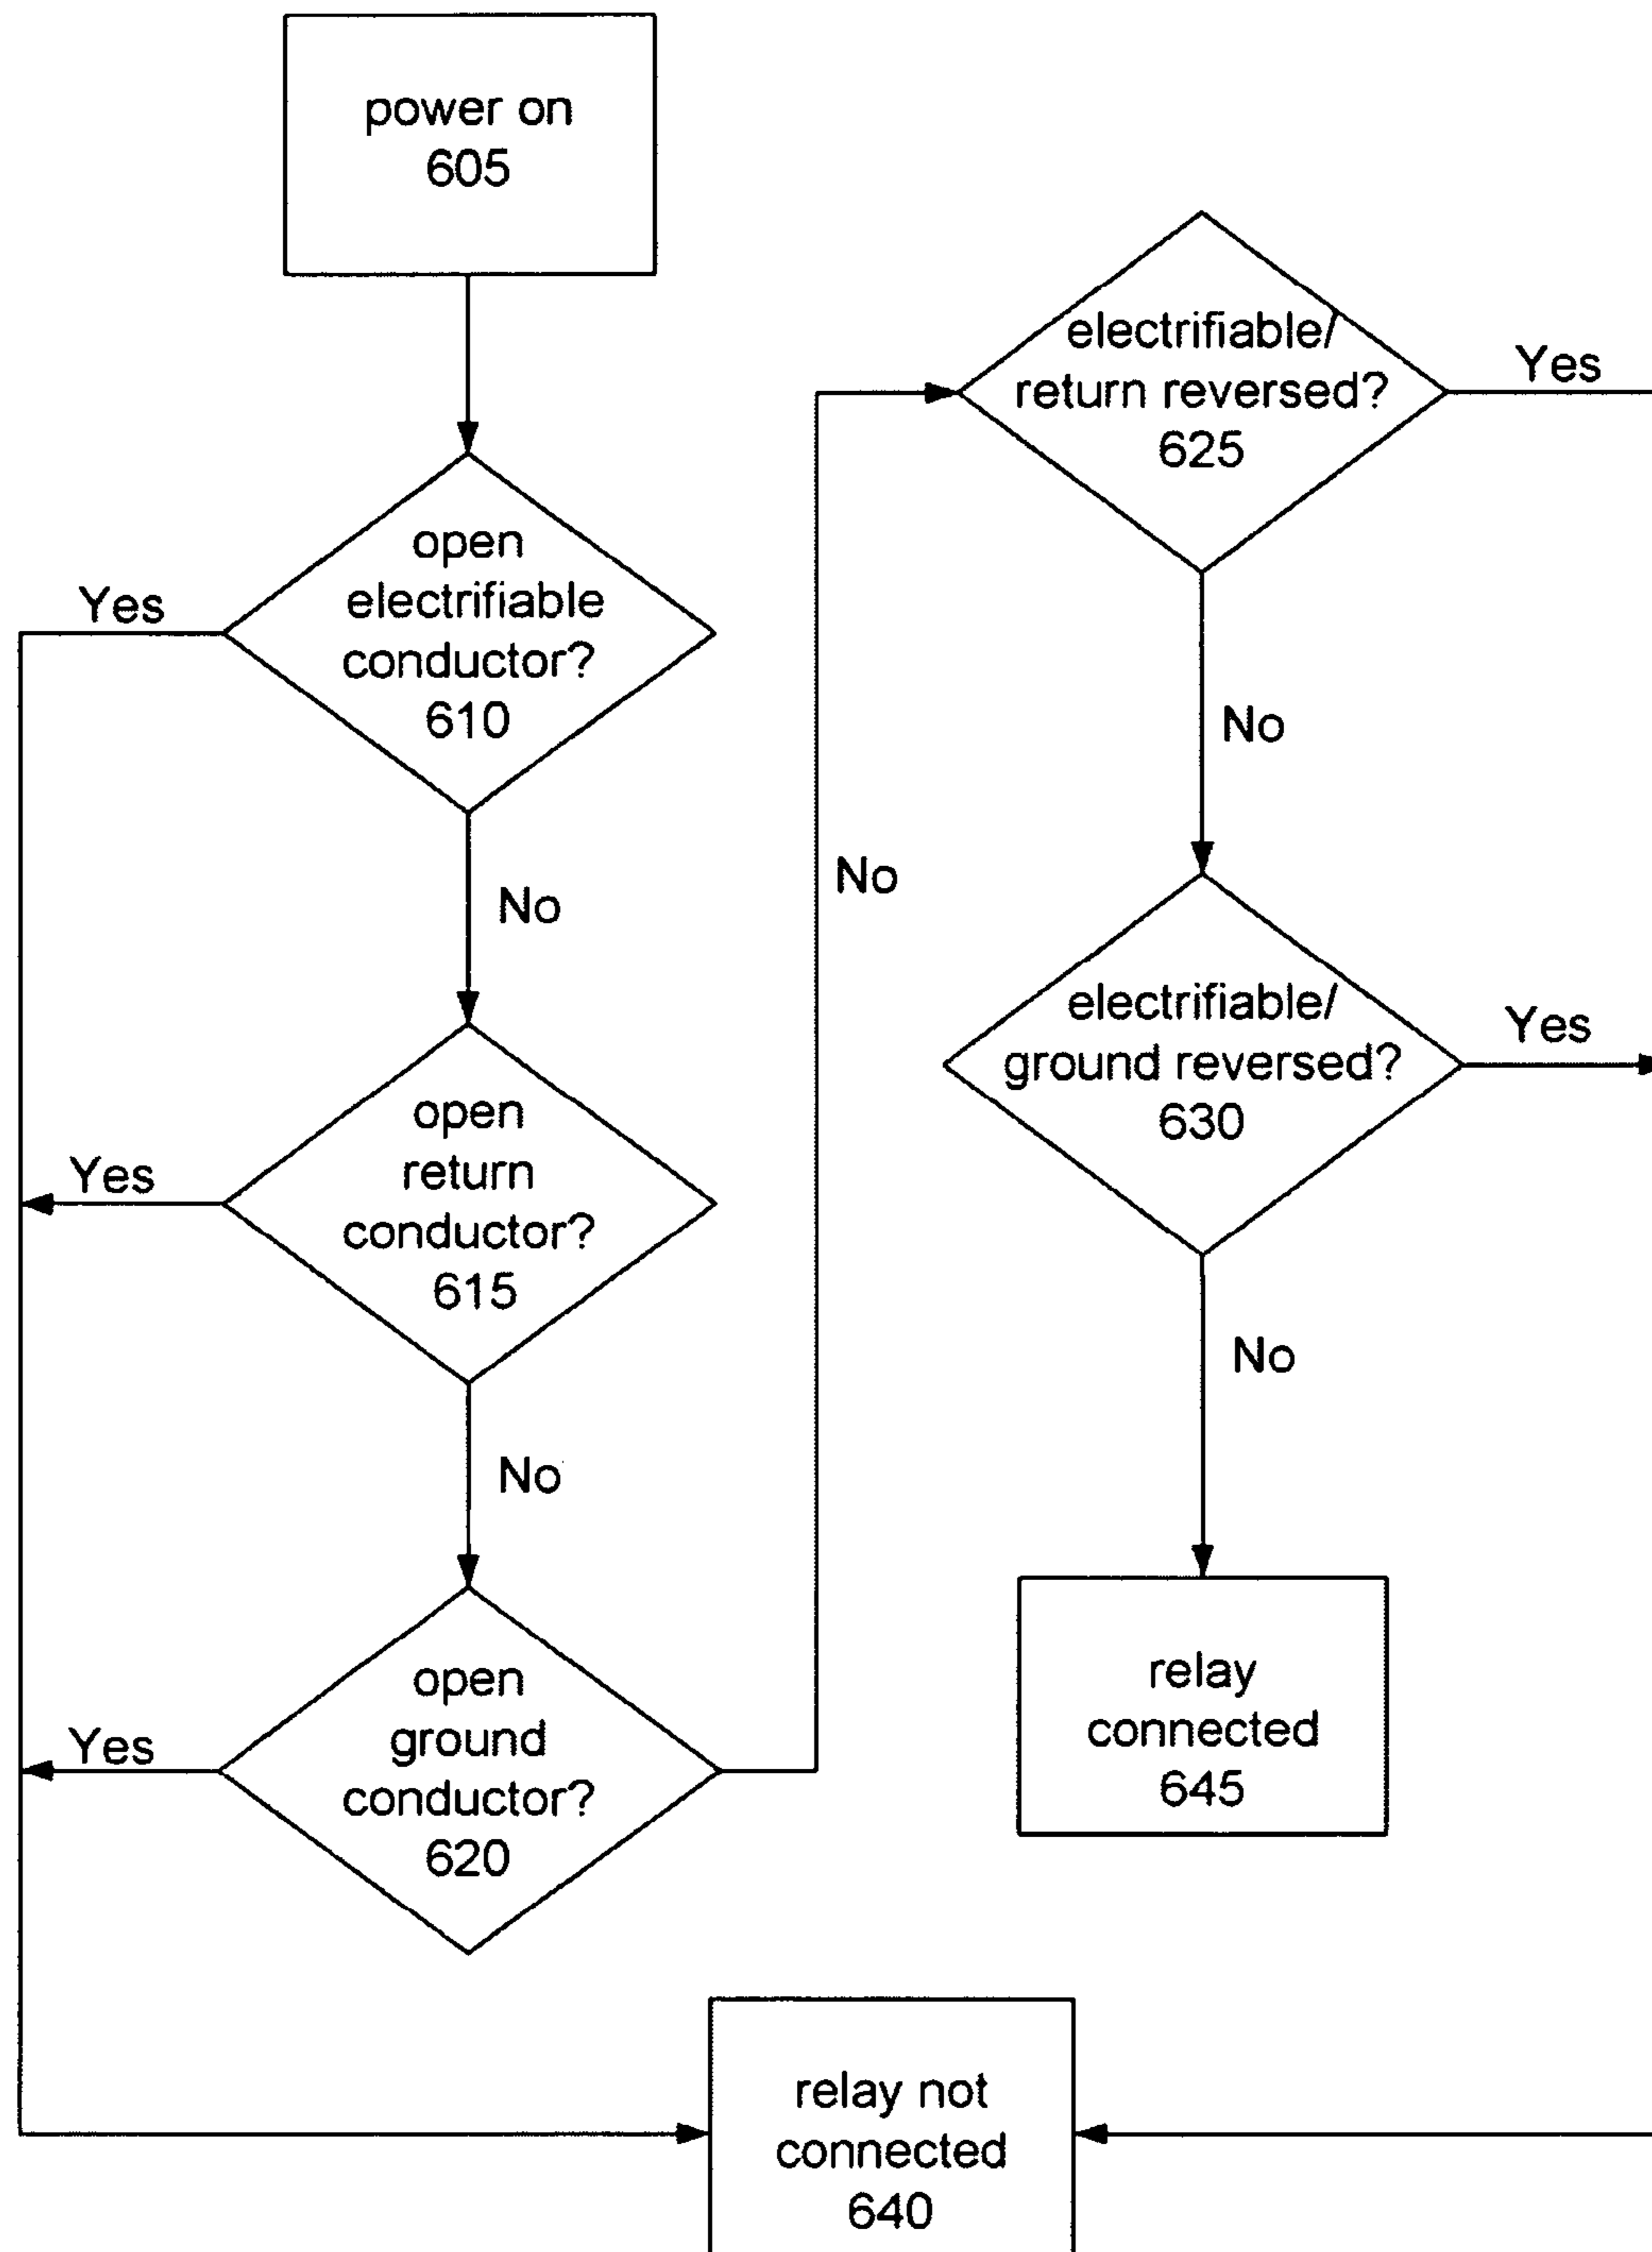 power on
605
open
electrifiable
conductor?
610
Yes
No
open
return
conductor?
615
Yes
No
open
ground
conductor?
620
Yes
No
electrifiable/
return reversed?
625
Yes
No
electrifiable/
ground reversed?
630
Yes
No
relay
connected
645
relay not
connected
640